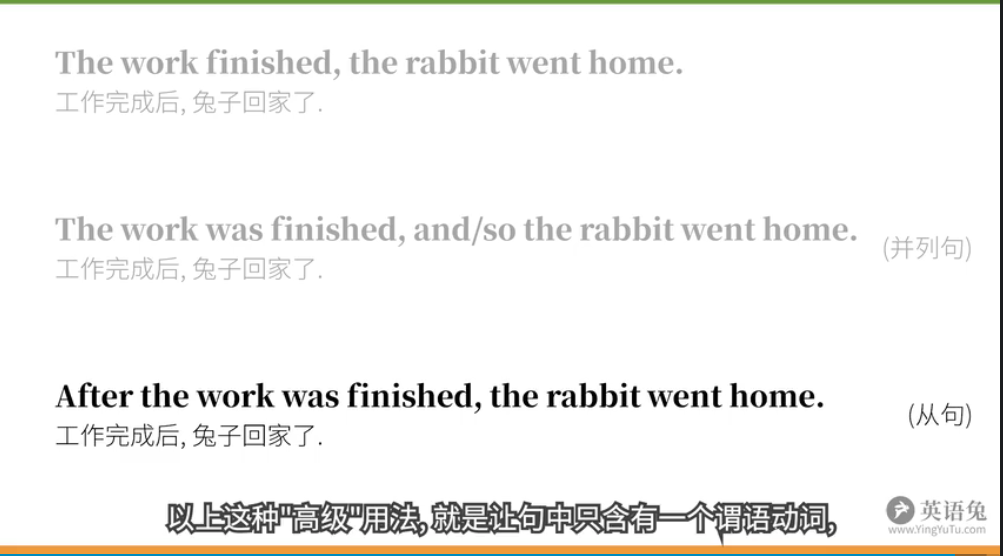 The work finished, the rabbit went home.
工作完成后, 兔子回家了.
The work was finished, and/so the rabbit went home.
(并列句)
工作完成后, 兔子回家了.
After the work was finished, the rabbit went home.
(从句)
工作完成后, 兔子回家了.
以上这种"高级"用法, 就是让句中只含有一个谓语动词,
英语兔
www.YingYuTu.com